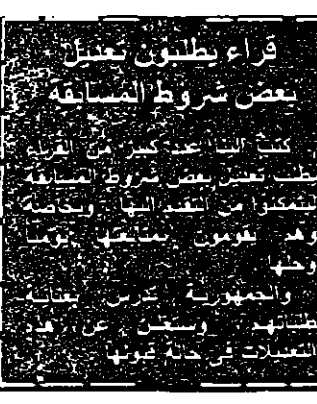 قراء يطلبون تعديل
بعض شروط المسابقة
كتب الينا عدد كبير من القراء
يطلب تعديل بعض شروط المسابقة
ليتمكنوا من التقدم اليها وبخاصة
وهم يقومون بمتابعتها يوميا
وحلها
والجمهورية تدرس بعناية
طلباتهم وستعلن عن هذه
التعديلات في حالة قبولها